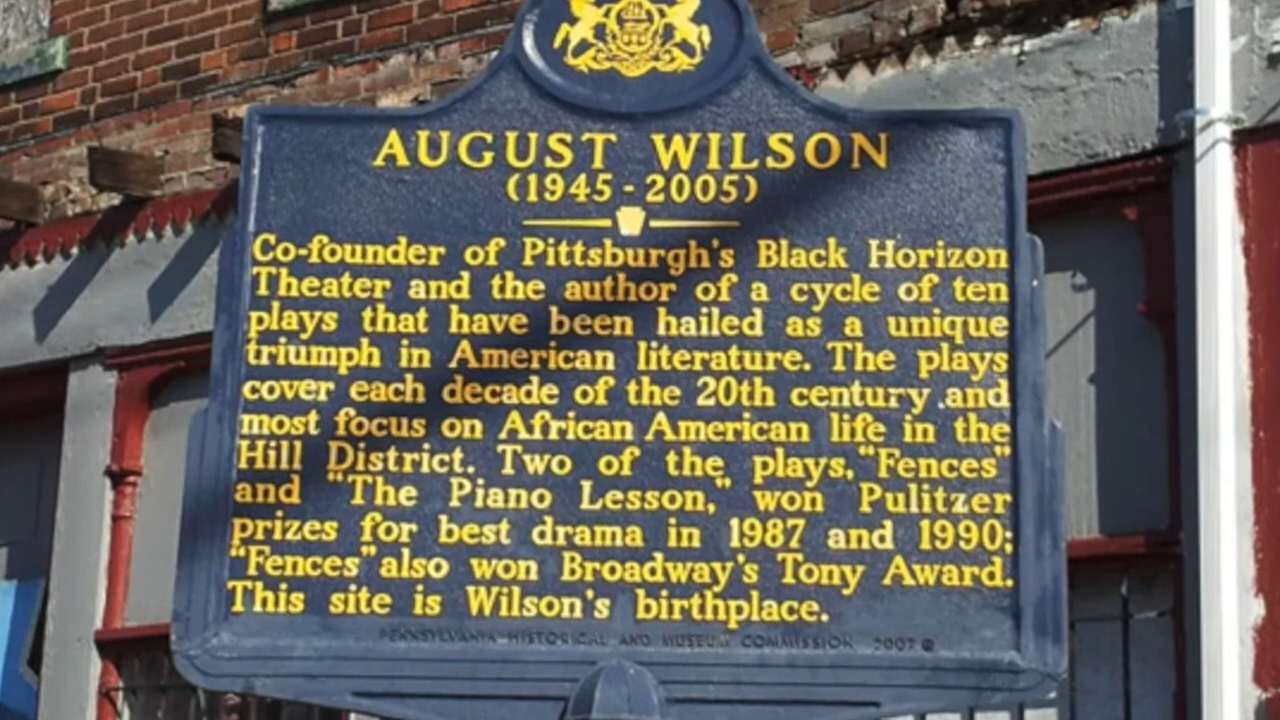 AUGUST WILSON
(1945-2005)
Co-founder of Pittsburgh's Black Horizon
Theater and the author of a cycle of ten
plays that have been hailed as a unique
triumph in American literature. The plays
cover each decade of the 20th century and
most focus on African American life in the
Hill District. Two of the plays, "Fences"
and "The Piano Lesson," won Pulitzer
prizes for best drama in 1987 and 1990;
"Fences" also won Broadway's Tony Award.
This site is Wilson's birthplace.
PENNSYLVANIA HISTORICAL AND MUSEUM COMMISSION 2007 ©